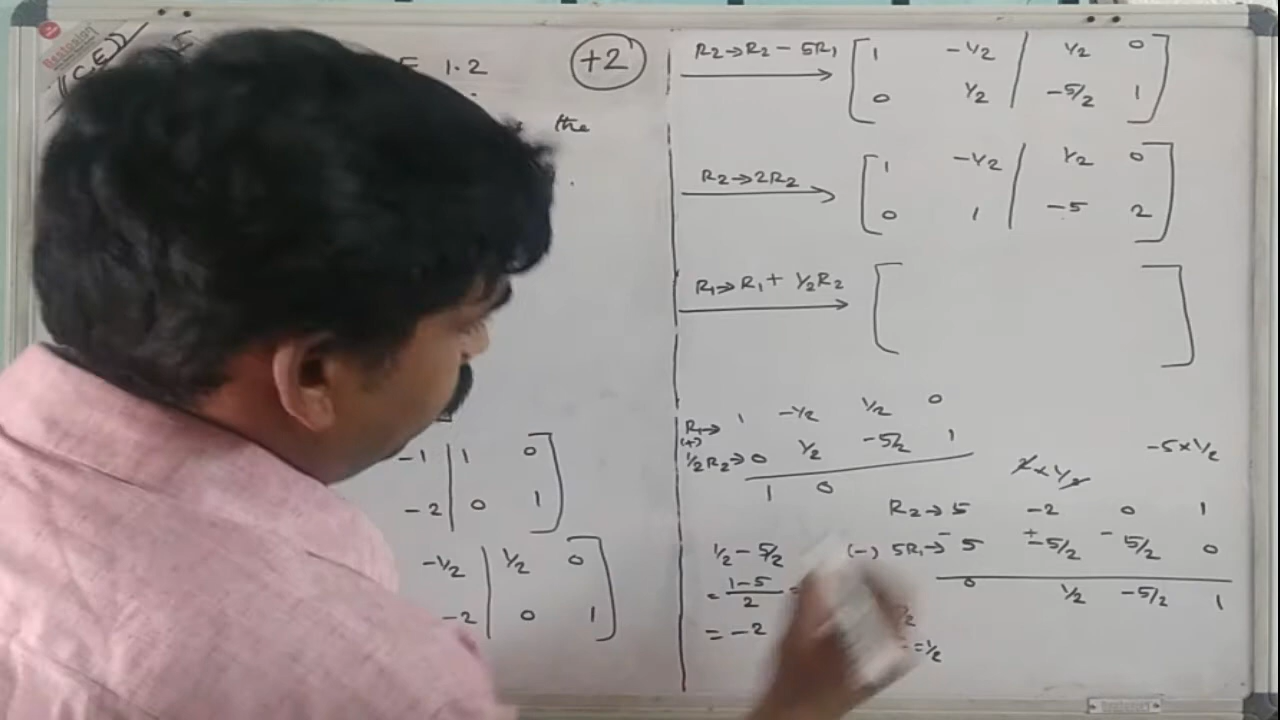 1.2
+2
the
-1 | 1 0
-2 | 0 1
-1/2 | 1/2 0
-2 | 0 1
R2→R2-5R1 [ 1 -1/2 | 1/2 0
0 1/2 | -5/2 1 ]
R2→2R2 [ 1 -1/2 | 1/2 0
0 1 | -5 2 ]
R1→R1+ 1/2R2 [ ]
R1→ 1 -1/2 1/2 0
(+)
1/2R2→ 0 1/2 -5/2 1
1 0
1/2 - 5/2
= 1-5/2 =
= -2
-5×1/2
2×1/2
R2→5 -2 0 1
(-) 5R1→ 5 -5/2 5/2 0
- + -
0 1/2 -5/2 1
=1/2